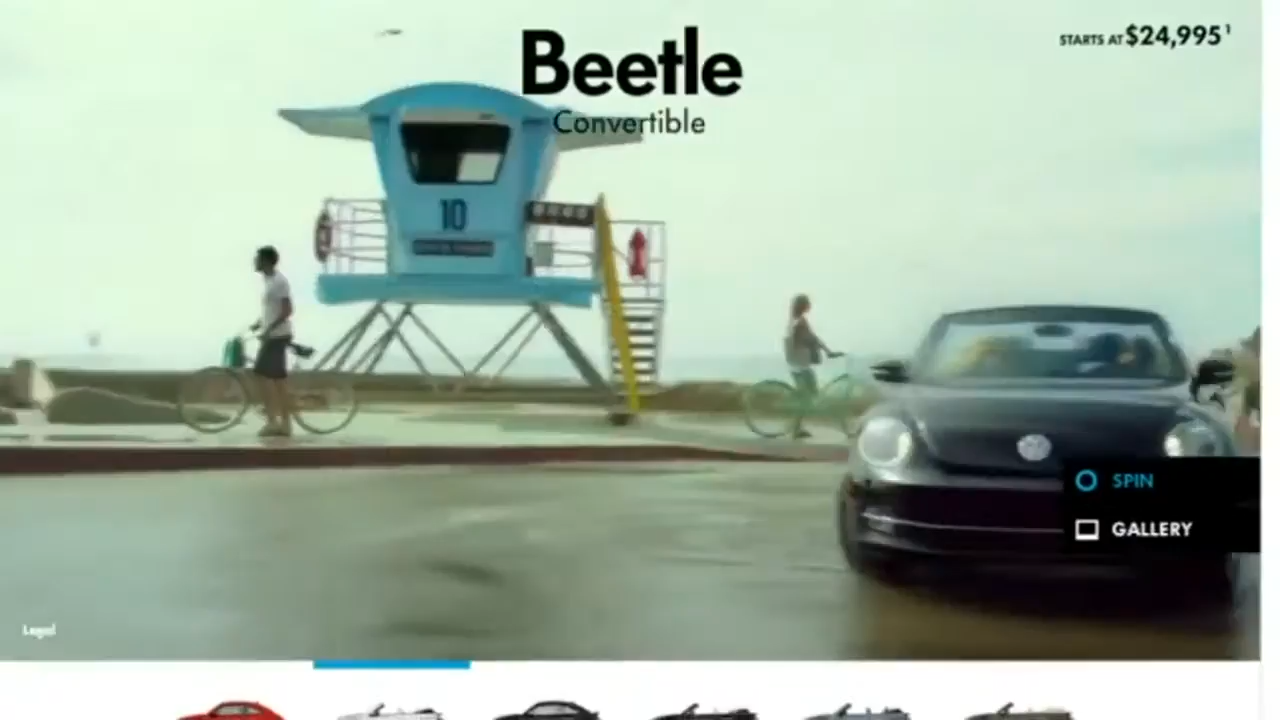 Beetle
Convertible
STARTS AT $24,995¹
10
SPIN
GALLERY
Legal